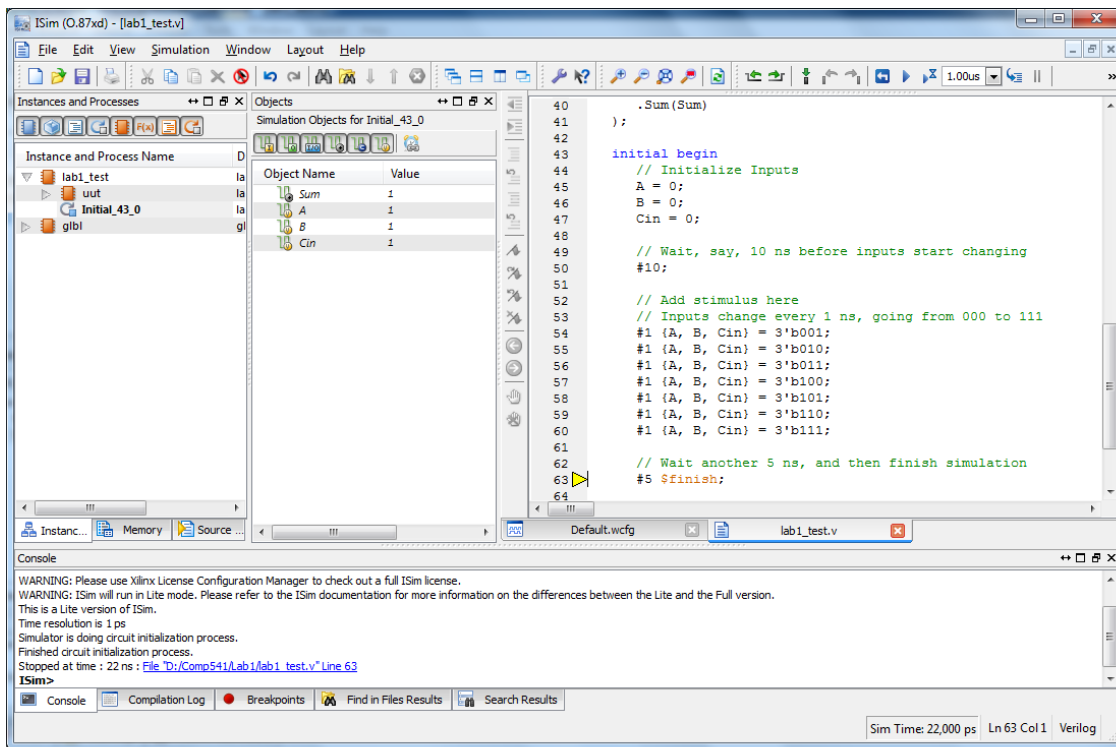 ISim (O.87xd) - [lab1_test.v]
File Edit View Simulation Window Layout Help
1.00us
Instances and Processes
Instance and Process Name D
lab1_test la
uut la
Initial_43_0 la
glbl gl
Instanc... Memory Source ...
Objects
Simulation Objects for Initial_43_0
Object Name Value
Sum 1
A 1
B 1
Cin 1
40 .Sum(Sum)
41 );
42
43 initial begin
44 // Initialize Inputs
45 A = 0;
46 B = 0;
47 Cin = 0;
48
49 // Wait, say, 10 ns before inputs start changing
50 #10;
51
52 // Add stimulus here
53 // Inputs change every 1 ns, going from 000 to 111
54 #1 {A, B, Cin} = 3'b001;
55 #1 {A, B, Cin} = 3'b010;
56 #1 {A, B, Cin} = 3'b011;
57 #1 {A, B, Cin} = 3'b100;
58 #1 {A, B, Cin} = 3'b101;
59 #1 {A, B, Cin} = 3'b110;
60 #1 {A, B, Cin} = 3'b111;
61
62 // Wait another 5 ns, and then finish simulation
63 #5 $finish;
64
Default.wcfg lab1_test.v
Console
WARNING: Please use Xilinx License Configuration Manager to check out a full ISim license.
WARNING: ISim will run in Lite mode. Please refer to the ISim documentation for more information on the differences between the Lite and the Full version.
This is a Lite version of ISim.
Time resolution is 1 ps
Simulator is doing circuit initialization process.
Finished circuit initialization process.
Stopped at time : 22 ns : File "D:/Comp541/Lab1/lab1_test.v" Line 63
ISim>
Console Compilation Log Breakpoints Find in Files Results Search Results
Sim Time: 22,000 ps Ln 63 Col 1 Verilog